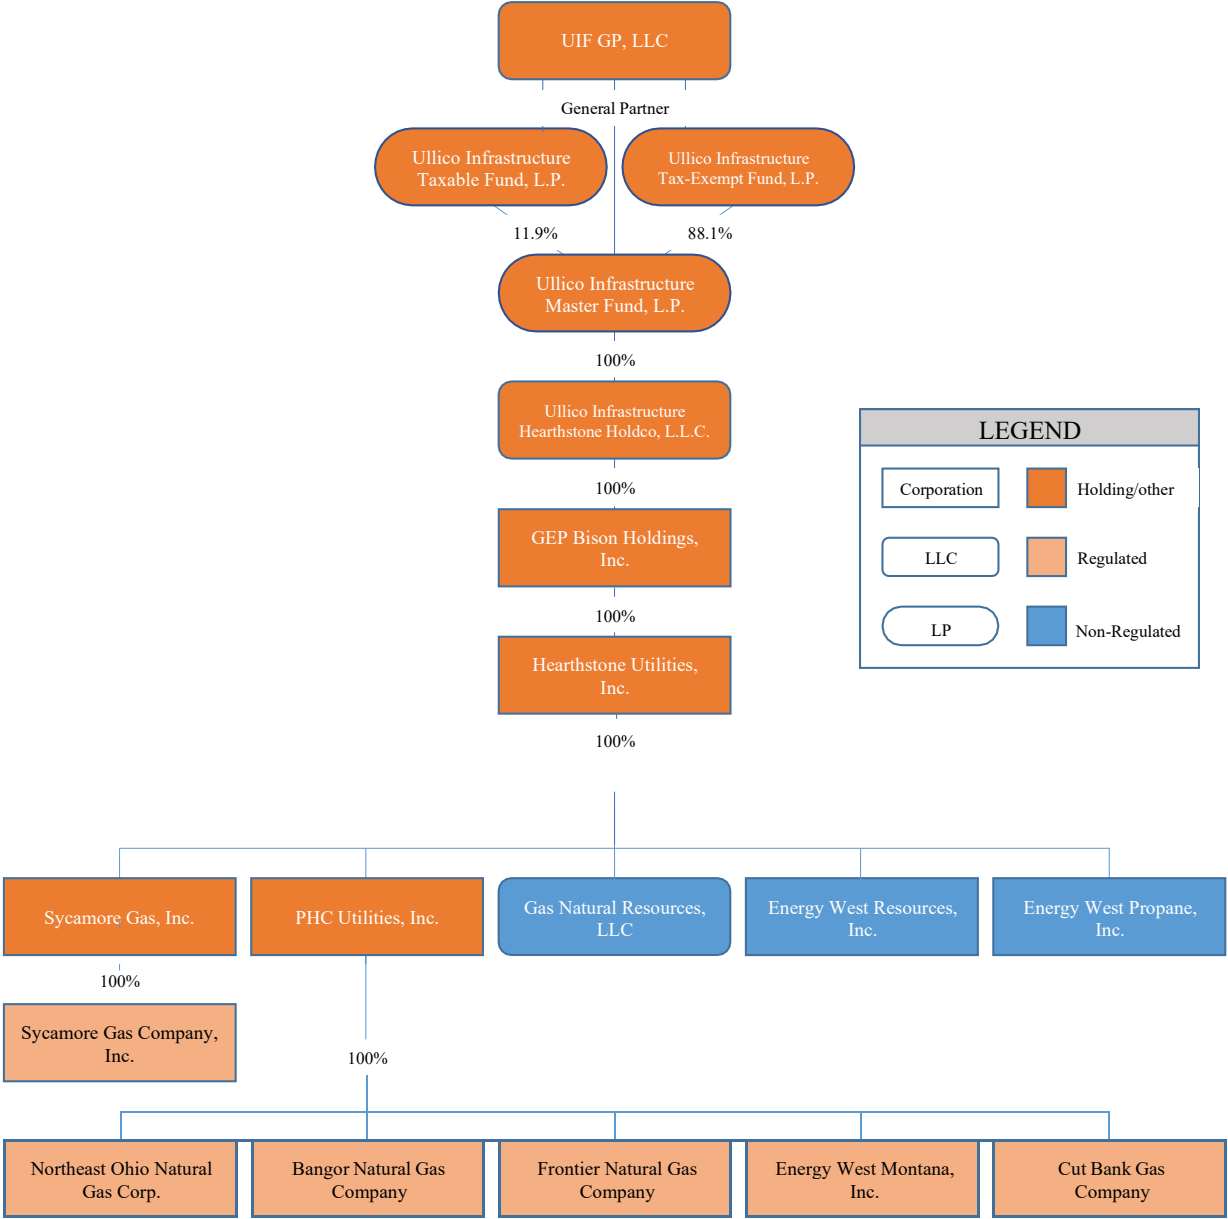 UIF GP, LLC
General Partner
Ullico Infrastructure
Taxable Fund, L.P.
Ullico Infrastructure
Tax-Exempt Fund, L.P.
11.9%
88.1%
Ullico Infrastructure
Master Fund, L.P.
100%
Ullico Infrastructure
Hearthstone Holdco, L.L.C.
100%
GEP Bison Holdings,
Inc.
100%
Hearthstone Utilities,
Inc.
100%
LEGEND
Corporation
Holding/other
LLC
Regulated
LP
Non-Regulated
Sycamore Gas, Inc.
PHC Utilities, Inc.
Gas Natural Resources,
LLC
Energy West Resources,
Inc.
Energy West Propane,
Inc.
100%
Sycamore Gas Company,
Inc.
100%
Northeast Ohio Natural
Gas Corp.
Bangor Natural Gas
Company
Frontier Natural Gas
Company
Energy West Montana,
Inc.
Cut Bank Gas
Company